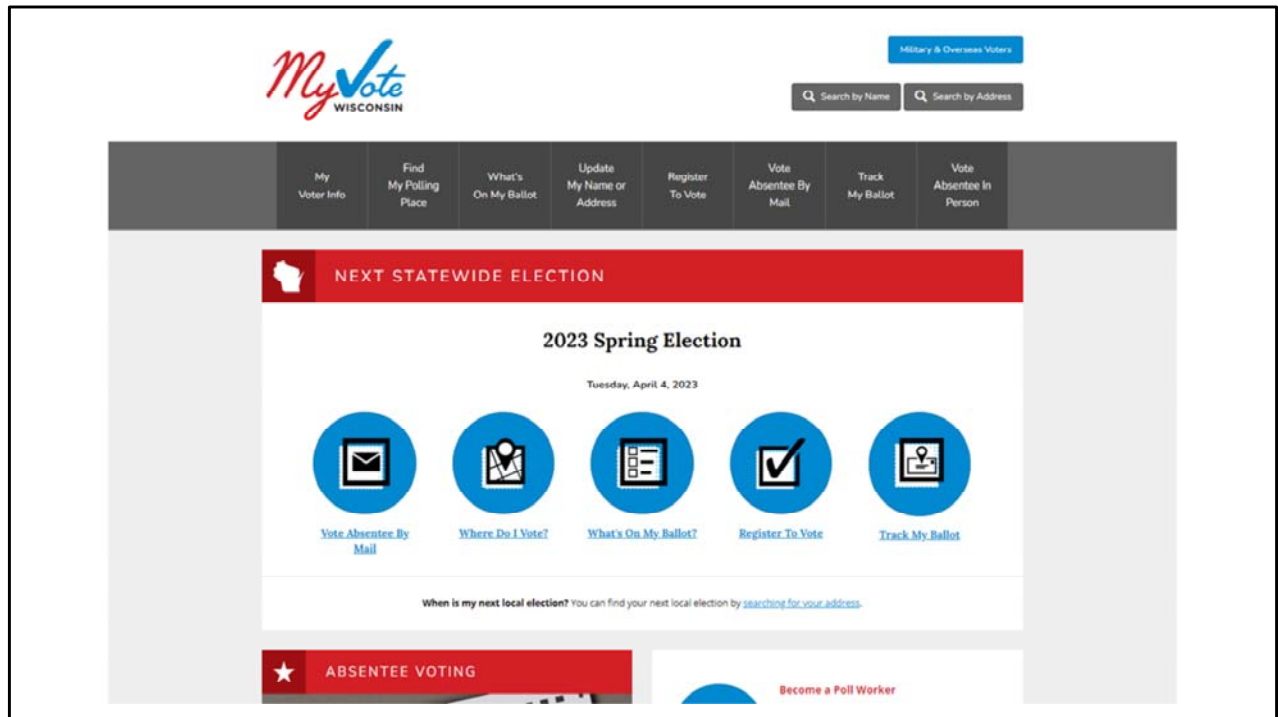 MyVote
WISCONSIN
Military & Overseas Voters
Search by Name
Search by Address
My
Voter Info
Find
My Polling
Place
What's
On My Ballot
Update
My Name or
Address
Register
To Vote
Vote
Absentee By
Mail
Track
My Ballot
Vote
Absentee In
Person
NEXT STATEWIDE ELECTION
2023 Spring Election
Tuesday, April 4, 2023
Vote Absentee By
Mail
Where Do I Vote?
What's On My Ballot?
Register To Vote
Track My Ballot
When is my next local election? You can find your next local election by searching for your address.
ABSENTEE VOTING
Become a Poll Worker